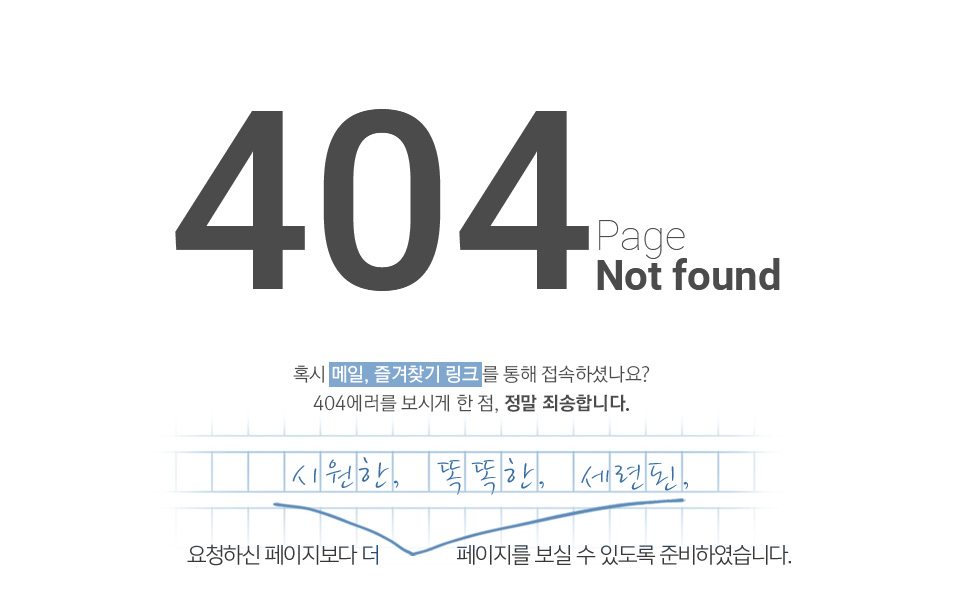 404
Page
Not found
혹시 메일, 즐겨찾기 링크를 통해 접속하셨나요?
404에러를 보시게 한 점, 정말 죄송합니다.
시원한, 똑똑한, 세련된,
요청하신 페이지보다 더 페이지를 보실 수 있도록 준비하였습니다.